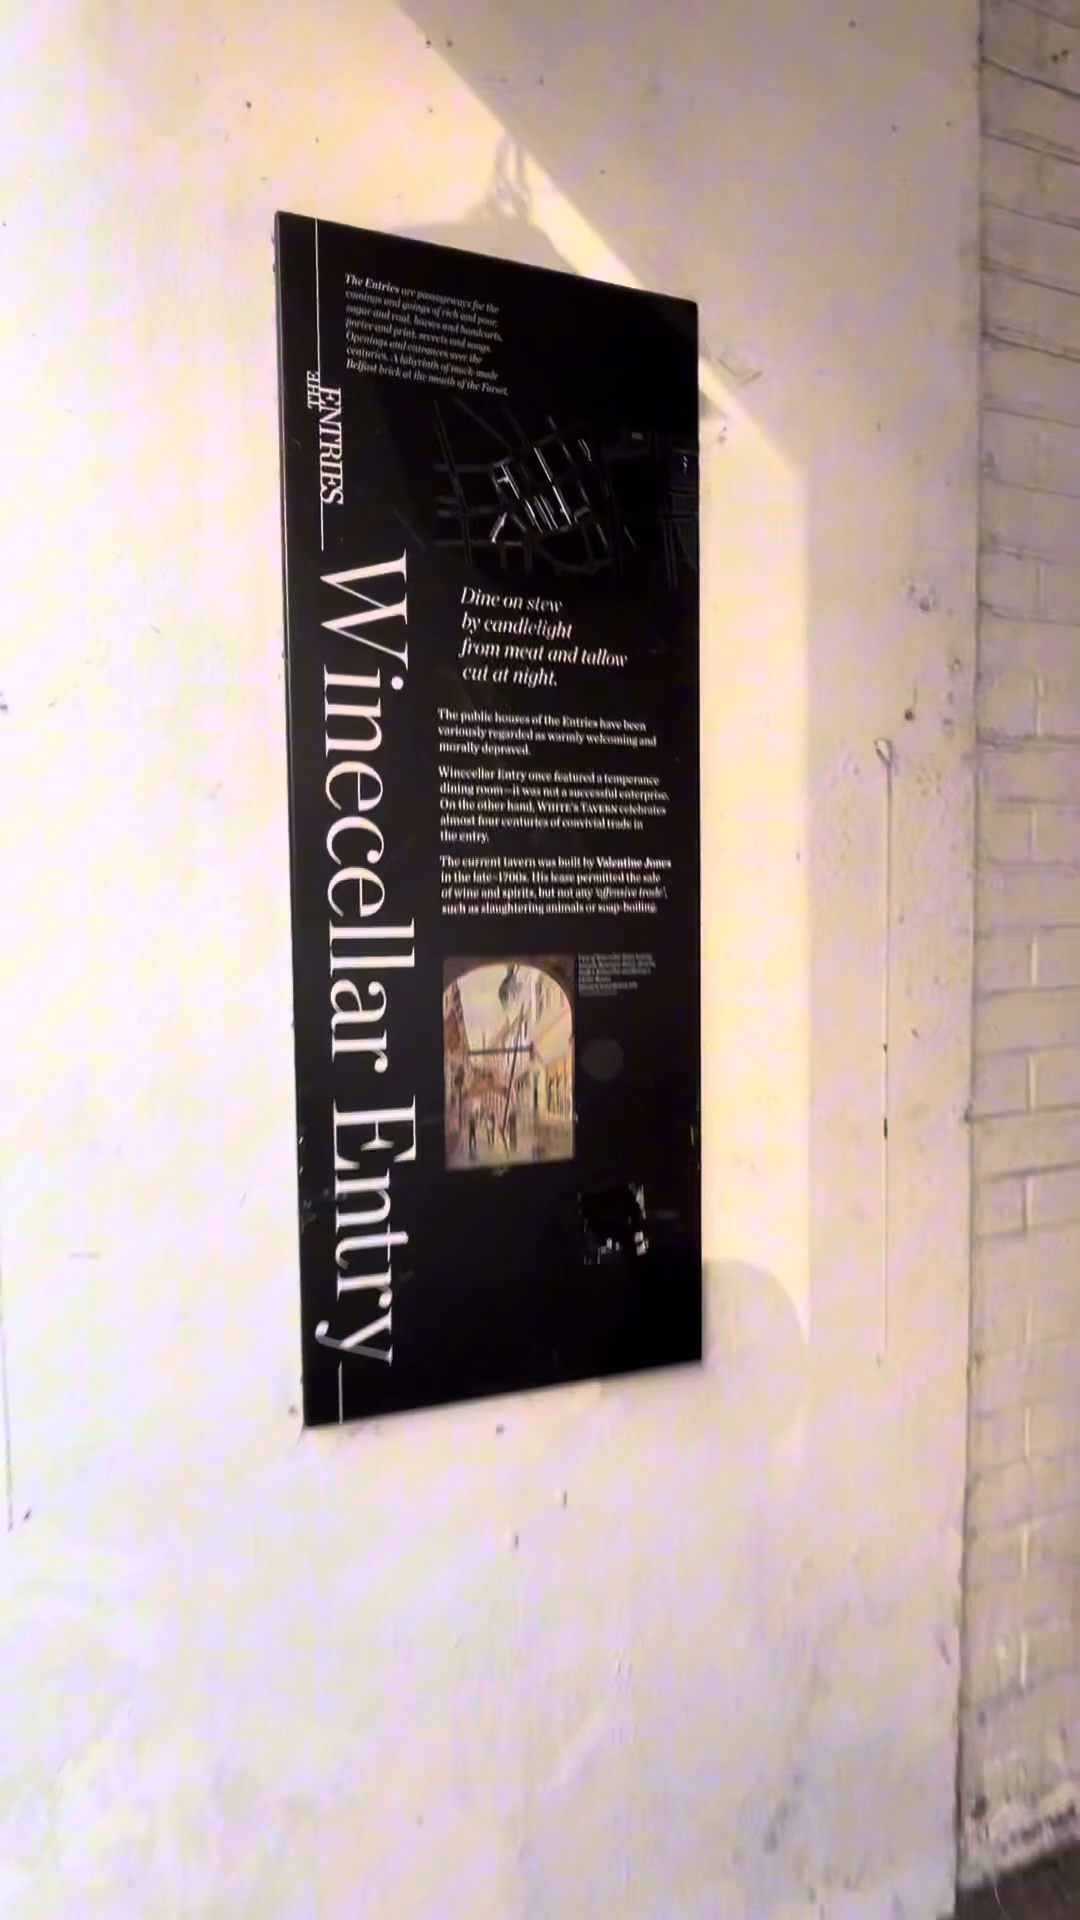 The Entries are passageways for the
comings and goings of rich and poor,
sugar and coal, horses and handcarts,
porter and print, secrets and songs.
Openings and entrances over the
centuries. A labyrinth of muck-made
Belfast brick at the mouth of the Farset.
THE
ENTRIES
Winecellar Entry
Dine on stew
by candlelight
from meat and tallow
cut at night.
The public houses of the Entries have been
variously regarded as warmly welcoming and
morally depraved.
Winecellar Entry once featured a temperance
dining room—it was not a successful enterprise.
On the other hand, WHITE'S TAVERN celebrates
almost four centuries of convivial trade in
the entry.
The current tavern was built by Valentine Jones
in the late-1700s. His lease permitted the sale
of wine and spirits, but not any 'offensive trade',
such as slaughtering animals or soap-boiling.